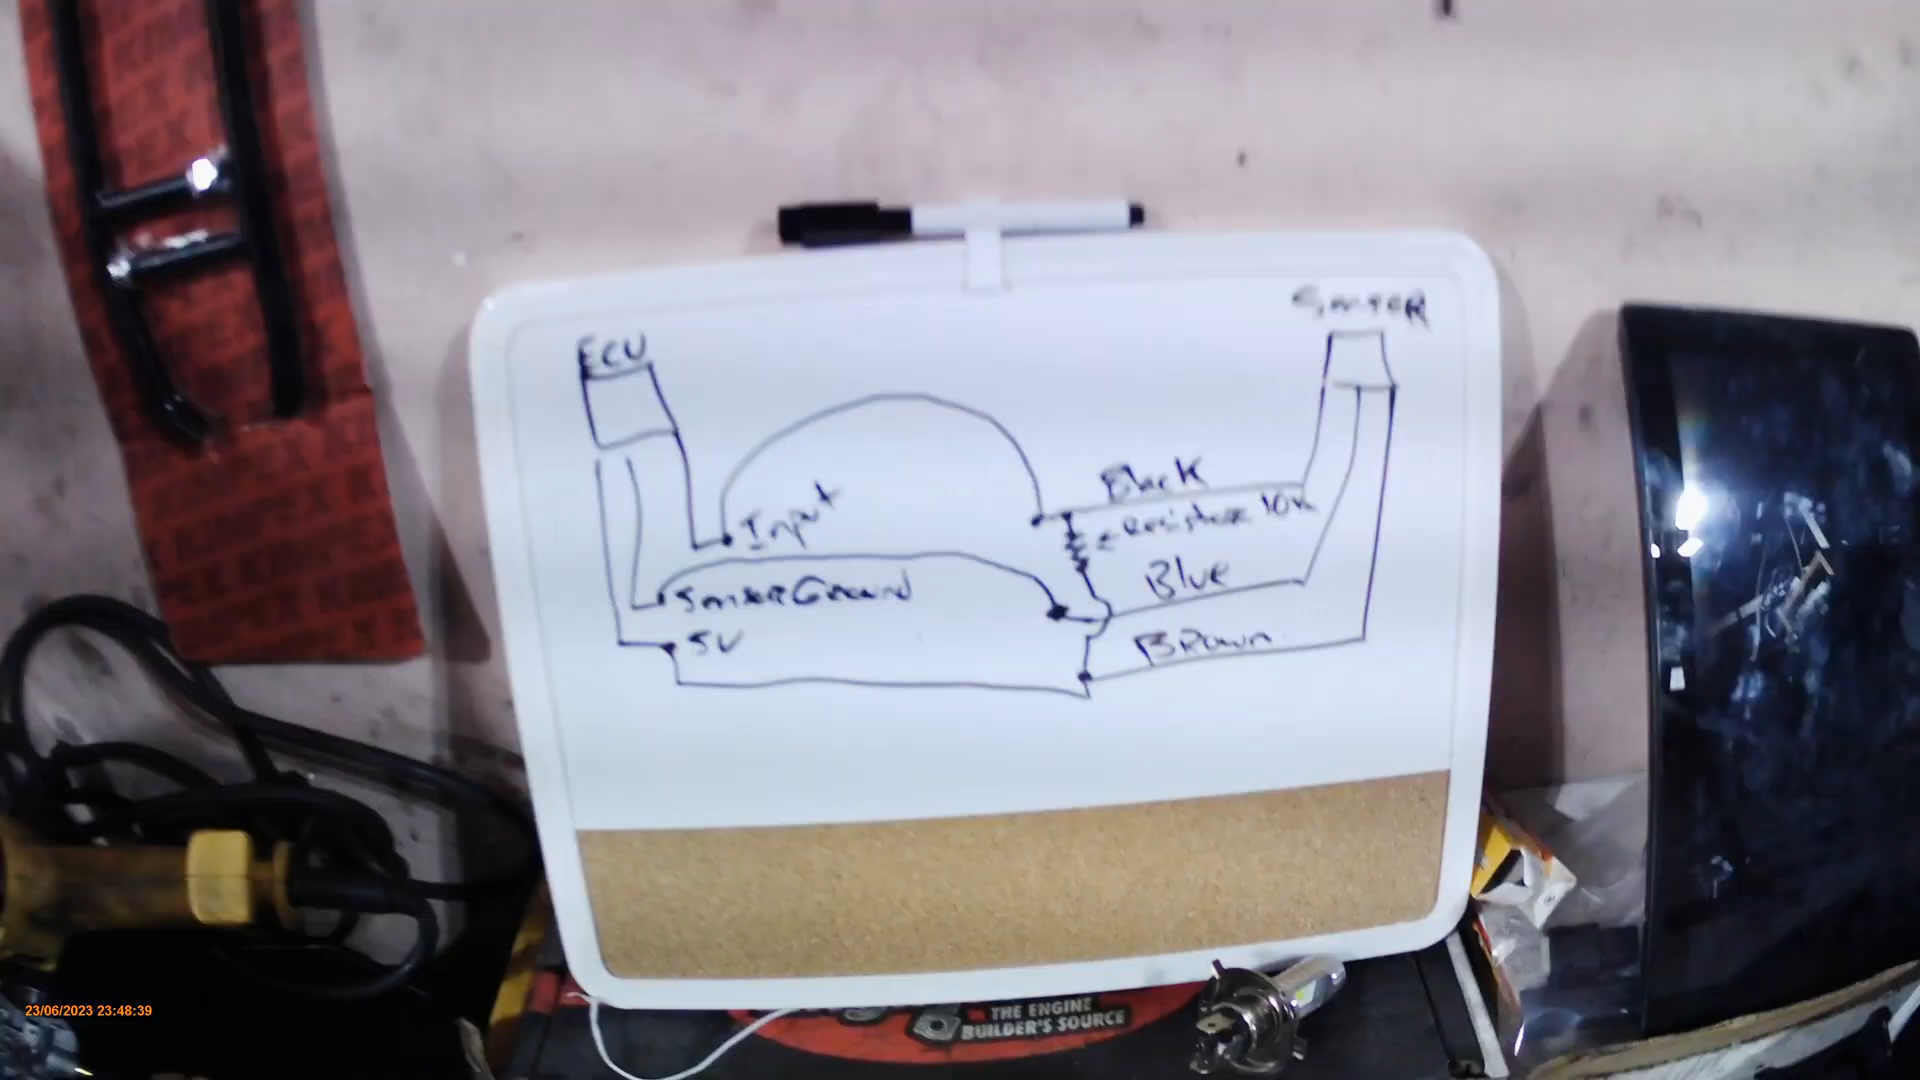 Sensor
ECU
Black
Input
Resistor 10K
Blue
Sensor Ground
5V
Brown
THE ENGINE
BUILDER'S SOURCE
23/06/2023 23:48:39